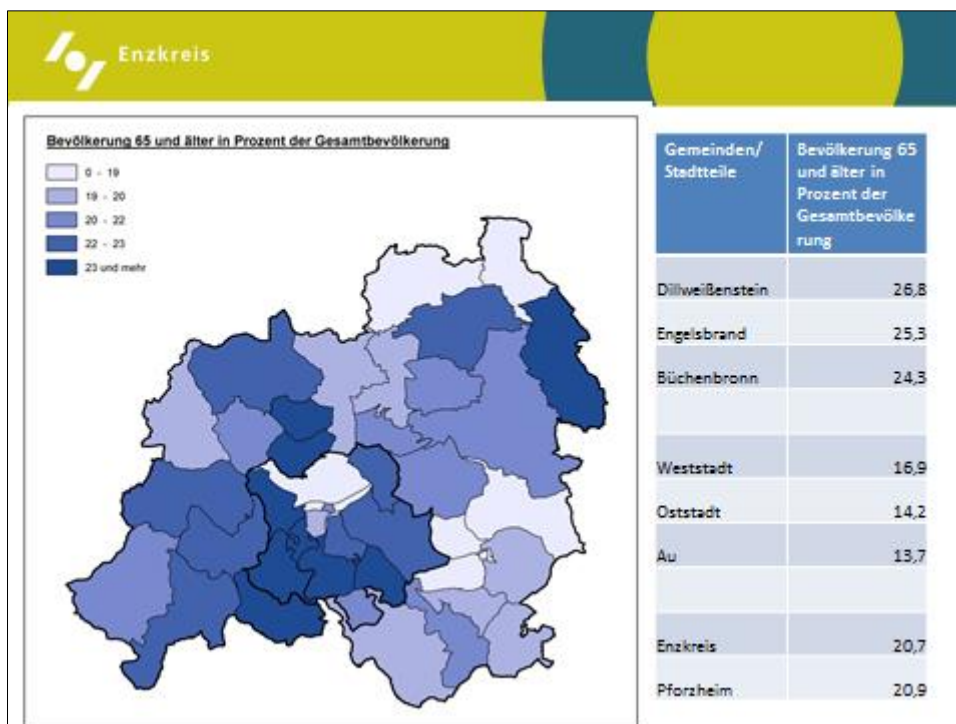 Enzkreis
Bevölkerung 65 und älter in Prozent der Gesamtbevölkerung
0 - 19
19 - 20
20 - 22
22 - 23
23 und mehr
Gemeinden/
Stadtteile
Bevölkerung 65
und älter in
Prozent der
Gesamtbevölke
rung
Dillweißenstein 26,8
Engelsbrand 25,3
Büchenbronn 24,3
Weststadt 16,9
Oststadt 14,2
Au 13,7
Enzkreis 20,7
Pforzheim 20,9